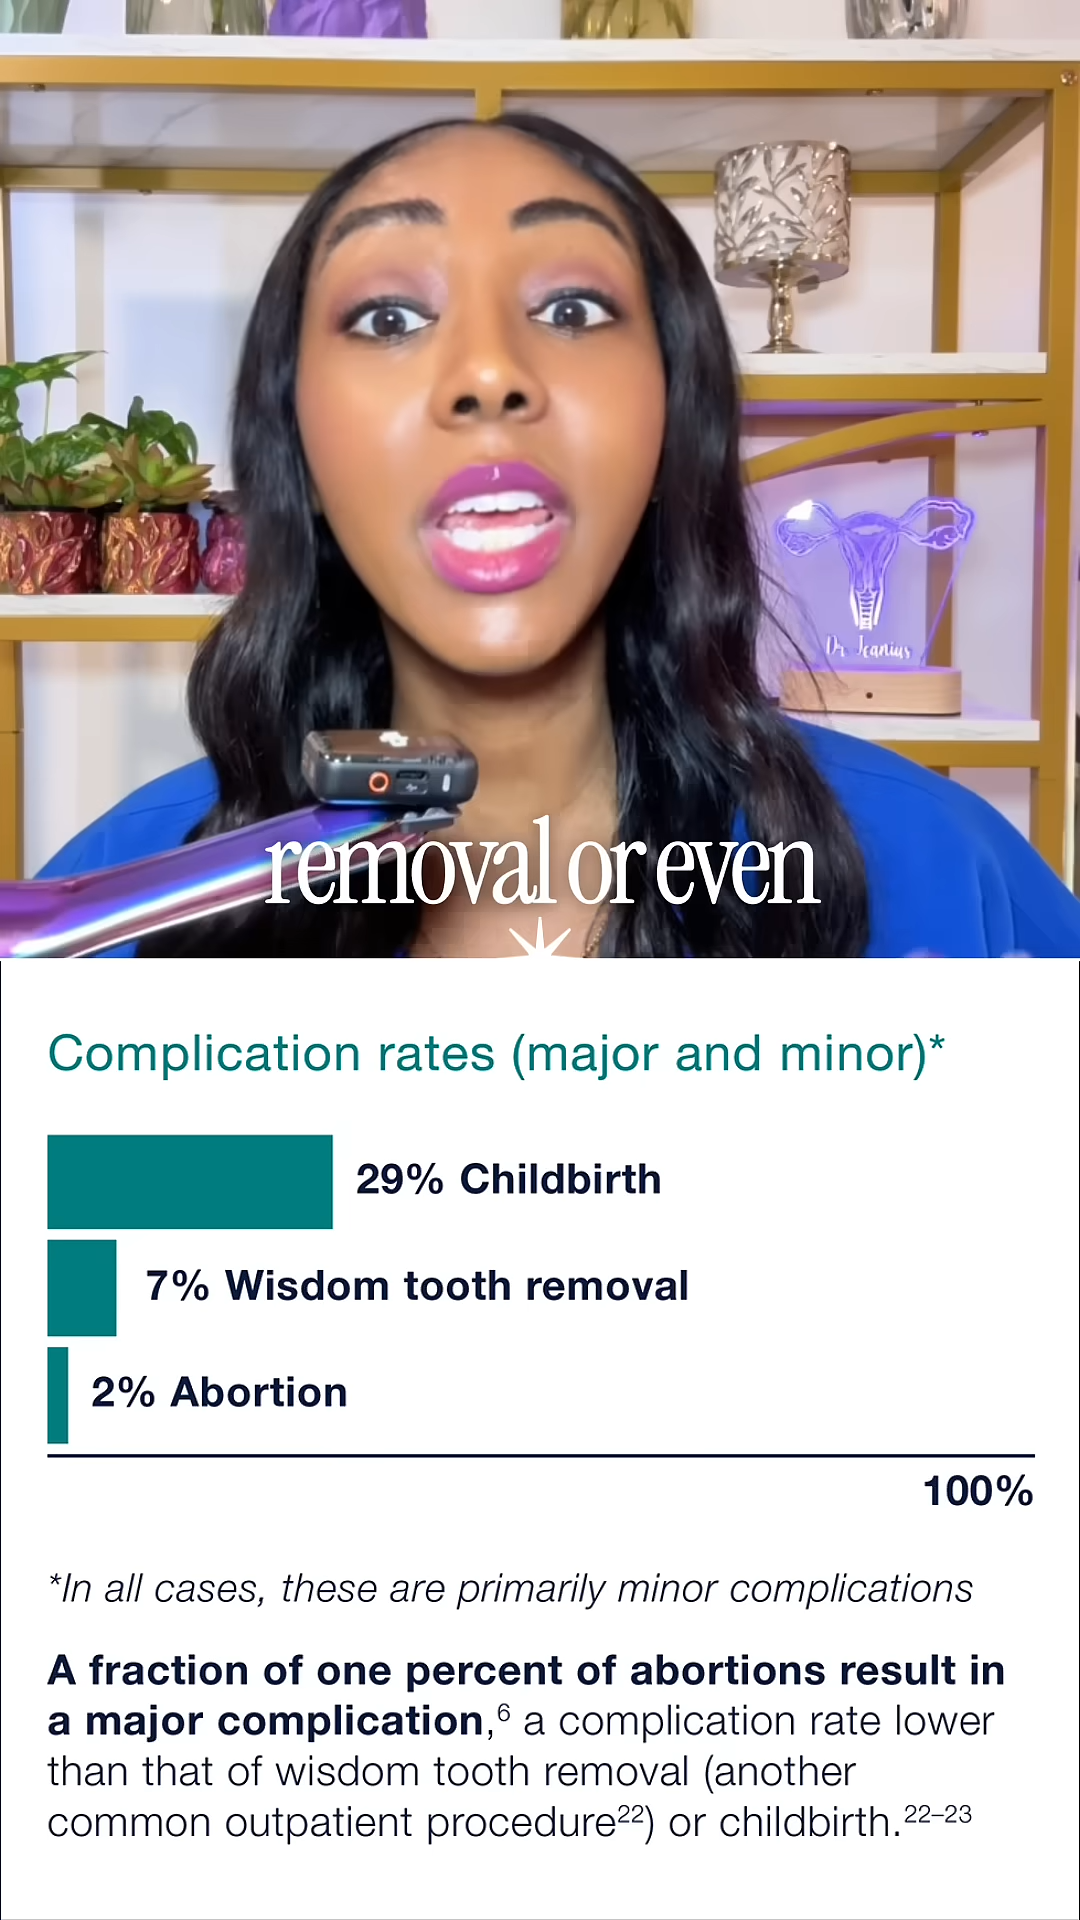 Dr. Jeanius
removal or even
Complication rates (major and minor)*
29% Childbirth
7% Wisdom tooth removal
2% Abortion
100%
*In all cases, these are primarily minor complications
A fraction of one percent of abortions result in
a major complication,⁶ a complication rate lower
than that of wisdom tooth removal (another
common outpatient procedure²²) or childbirth.²²⁻²³